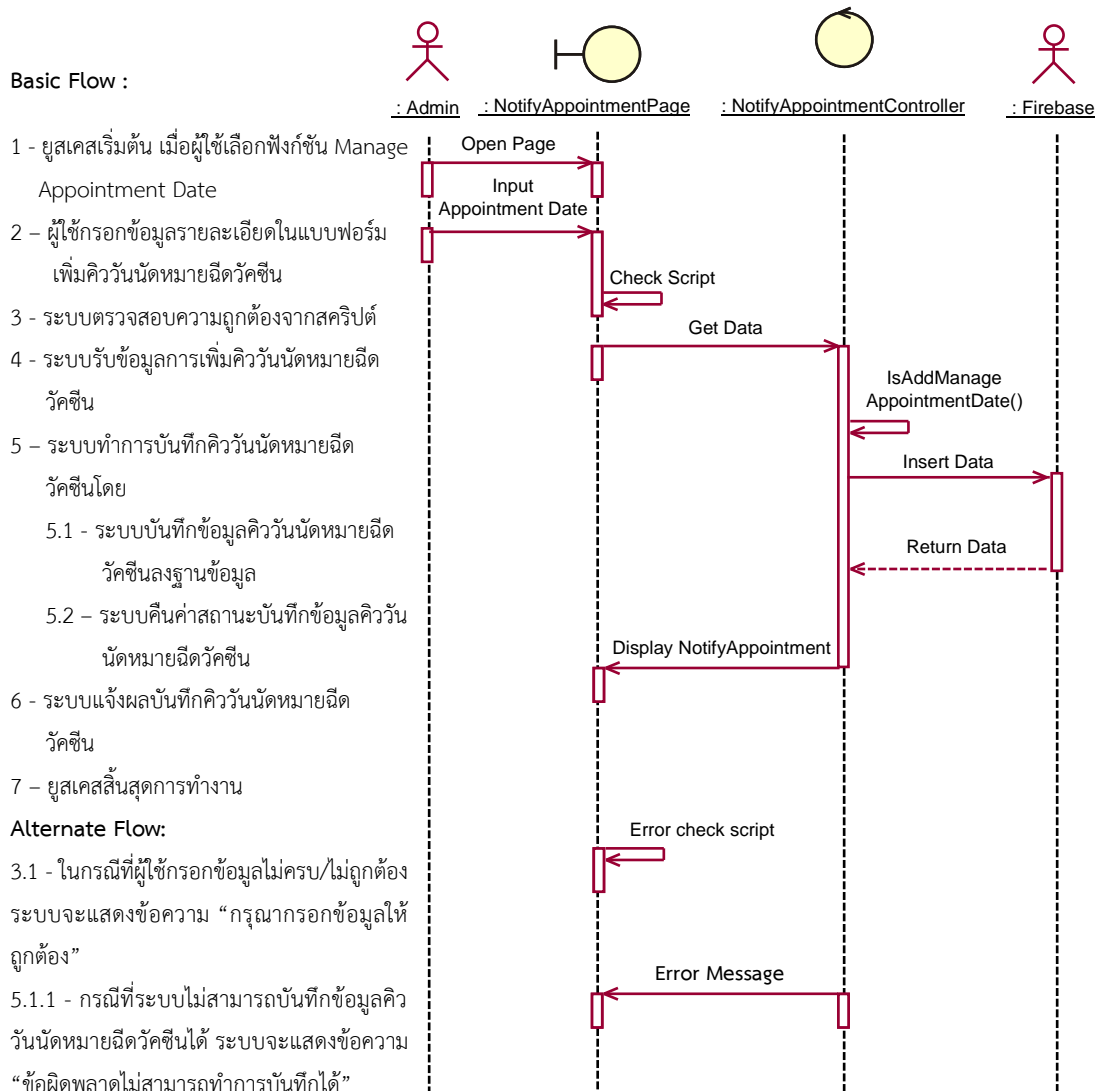 Basic Flow :
1 - ยูสเคสเริ่มต้น เมื่อผู้ใช้เลือกฟังก์ชัน Manage
Appointment Date
2 – ผู้ใช้กรอกข้อมูลรายละเอียดในแบบฟอร์ม
เพิ่มคิววันนัดหมายฉีดวัคซีน
3 - ระบบตรวจสอบความถูกต้องจากสคริปต์
4 - ระบบรับข้อมูลการเพิ่มคิววันนัดหมายฉีด
วัคซีน
5 – ระบบทำการบันทึกคิววันนัดหมายฉีด
วัคซีนโดย
5.1 - ระบบบันทึกข้อมูลคิววันนัดหมายฉีด
วัคซีนลงฐานข้อมูล
5.2 – ระบบคืนค่าสถานะบันทึกข้อมูลคิววัน
นัดหมายฉีดวัคซีน
6 - ระบบแจ้งผลบันทึกคิววันนัดหมายฉีด
วัคซีน
7 – ยูสเคสสิ้นสุดการทำงาน
Alternate Flow:
3.1 - ในกรณีที่ผู้ใช้กรอกข้อมูลไม่ครบ/ไม่ถูกต้อง
ระบบจะแสดงข้อความ “กรุณากรอกข้อมูลให้
ถูกต้อง”
5.1.1 - กรณีที่ระบบไม่สามารถบันทึกข้อมูลคิว
วันนัดหมายฉีดวัคซีนได้ ระบบจะแสดงข้อความ
“ข้อผิดพลาดไม่สามารถทำการบันทึกได้”
: Admin
: NotifyAppointmentPage
: NotifyAppointmentController
: Firebase
Open Page
Input
Appointment Date
Check Script
Get Data
IsAddManage
AppointmentDate()
Insert Data
Return Data
Display NotifyAppointment
Error check script
Error Message